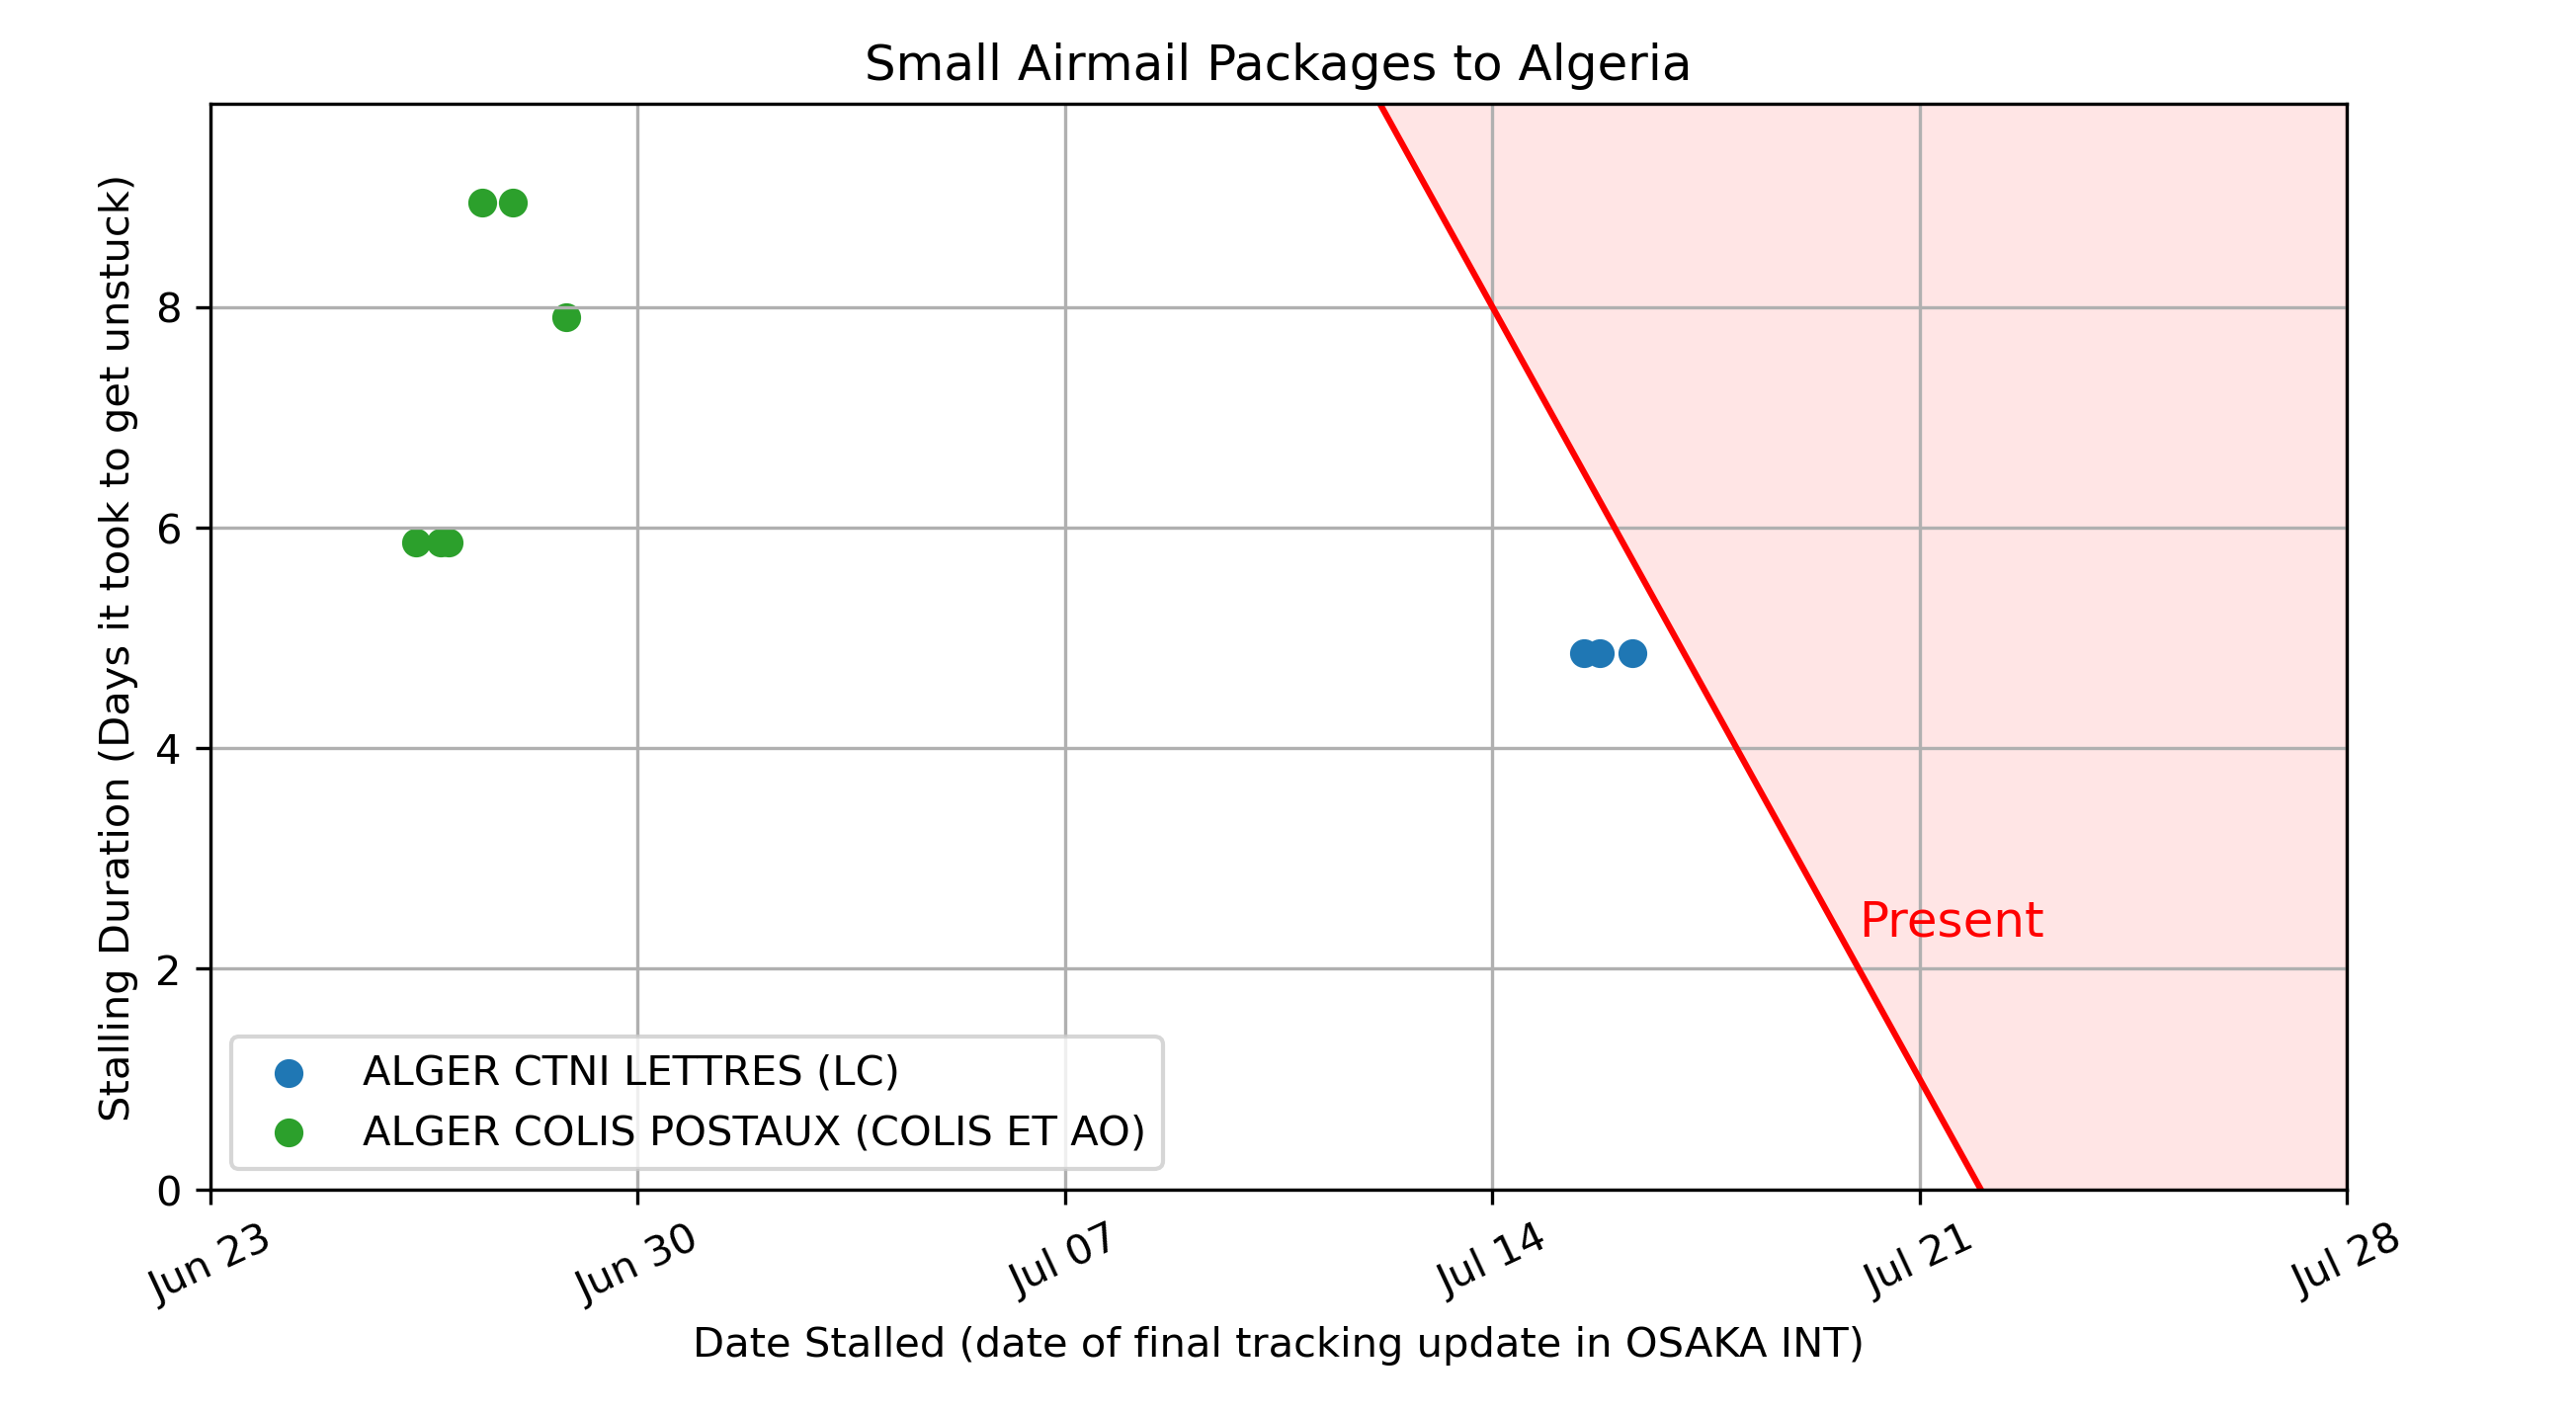 Small Airmail Packages to Algeria
Stalling Duration (Days it took to get unstuck)
8
6
4
2
0
Present
ALGER CTNI LETTRES (LC)
ALGER COLIS POSTAUX (COLIS ET AO)
Jun 23
Jun 30
Jul 07
Jul 14
Jul 21
Jul 28
Date Stalled (date of final tracking update in OSAKA INT)